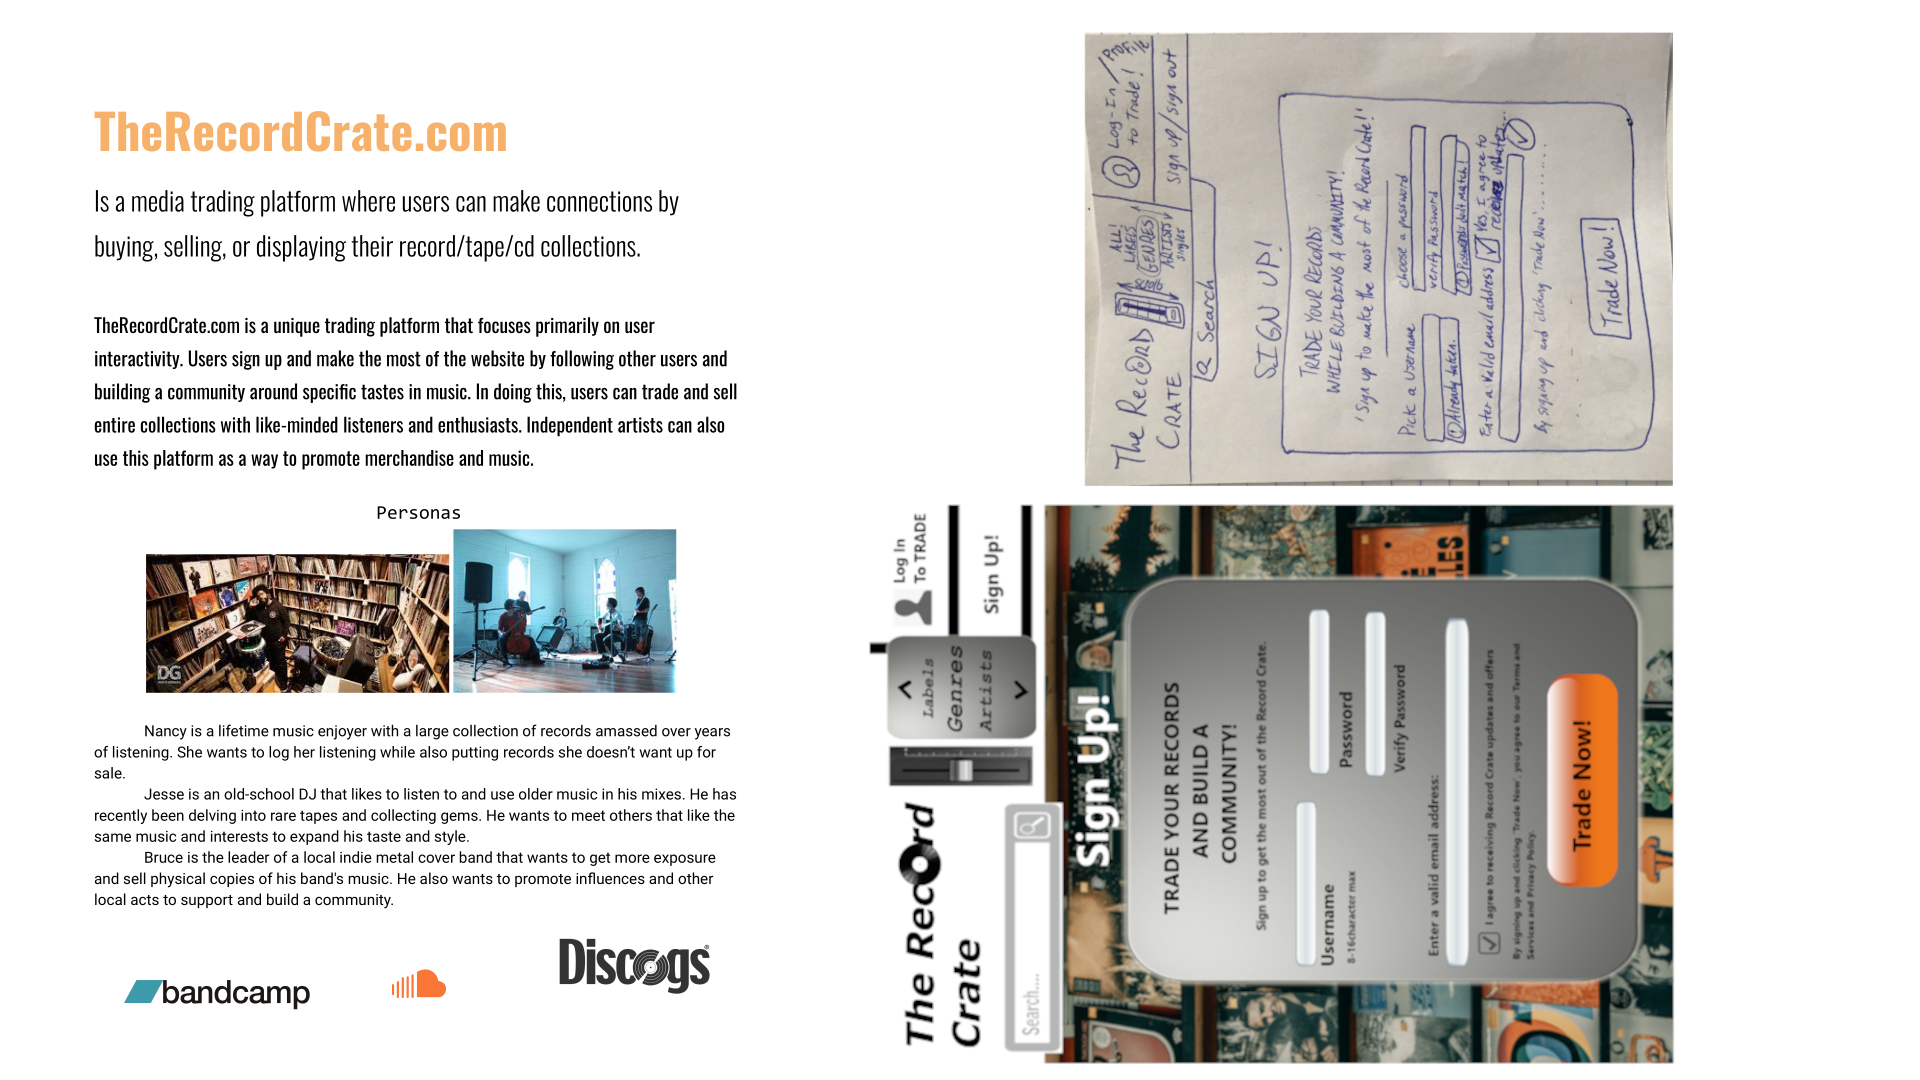 TheRecordCrate.com
Is a media trading platform where users can make connections by
buying, selling, or displaying their record/tape/cd collections.
TheRecordCrate.com is a unique trading platform that focuses primarily on user
interactivity. Users sign up and make the most of the website by following other users and
building a community around specific tastes in music. In doing this, users can trade and sell
entire collections with like-minded listeners and enthusiasts. Independent artists can also
use this platform as a way to promote merchandise and music.
Personas
DG
Nancy is a lifetime music enjoyer with a large collection of records amassed over years
of listening. She wants to log her listening while also putting records she doesn’t want up for
sale.
Jesse is an old-school DJ that likes to listen to and use older music in his mixes. He has
recently been delving into rare tapes and collecting gems. He wants to meet others that like the
same music and interests to expand his taste and style.
Bruce is the leader of a local indie metal cover band that wants to get more exposure
and sell physical copies of his band's music. He also wants to promote influences and other
local acts to support and build a community.
bandcamp
Discogs
The Record
CRATE
ALL!
LABELS
GENRES
ARTISTS
singles
Log-In / Profile
to Trade!
Sign up/sign out
Search
SIGN UP!
TRADE YOUR RECORDS
WHILE BUILDING A COMMUNITY!
'Sign up to make the most of the Record Crate!'
Pick a Username
Already taken.
choose a password
verify Password
Passwords don't match!
Enter a valid email address
Yes, I agree to
receive updates...
By signing up and clicking 'Trade Now'.......
Trade Now!
The Record
Crate
Labels
Genres
Artists
Log In
To TRADE
Sign Up!
Search....
Sign Up!
TRADE YOUR RECORDS
AND BUILD A
COMMUNITY!
Sign up to get the most out of the Record Crate.
Username
8-16character max
Password
Verify Password
Enter a valid email address:
I agree to receiving Record Crate updates and offers
By signing up and clicking 'Trade Now', you agree to our Terms and
Services and Privacy Policy.
Trade Now!